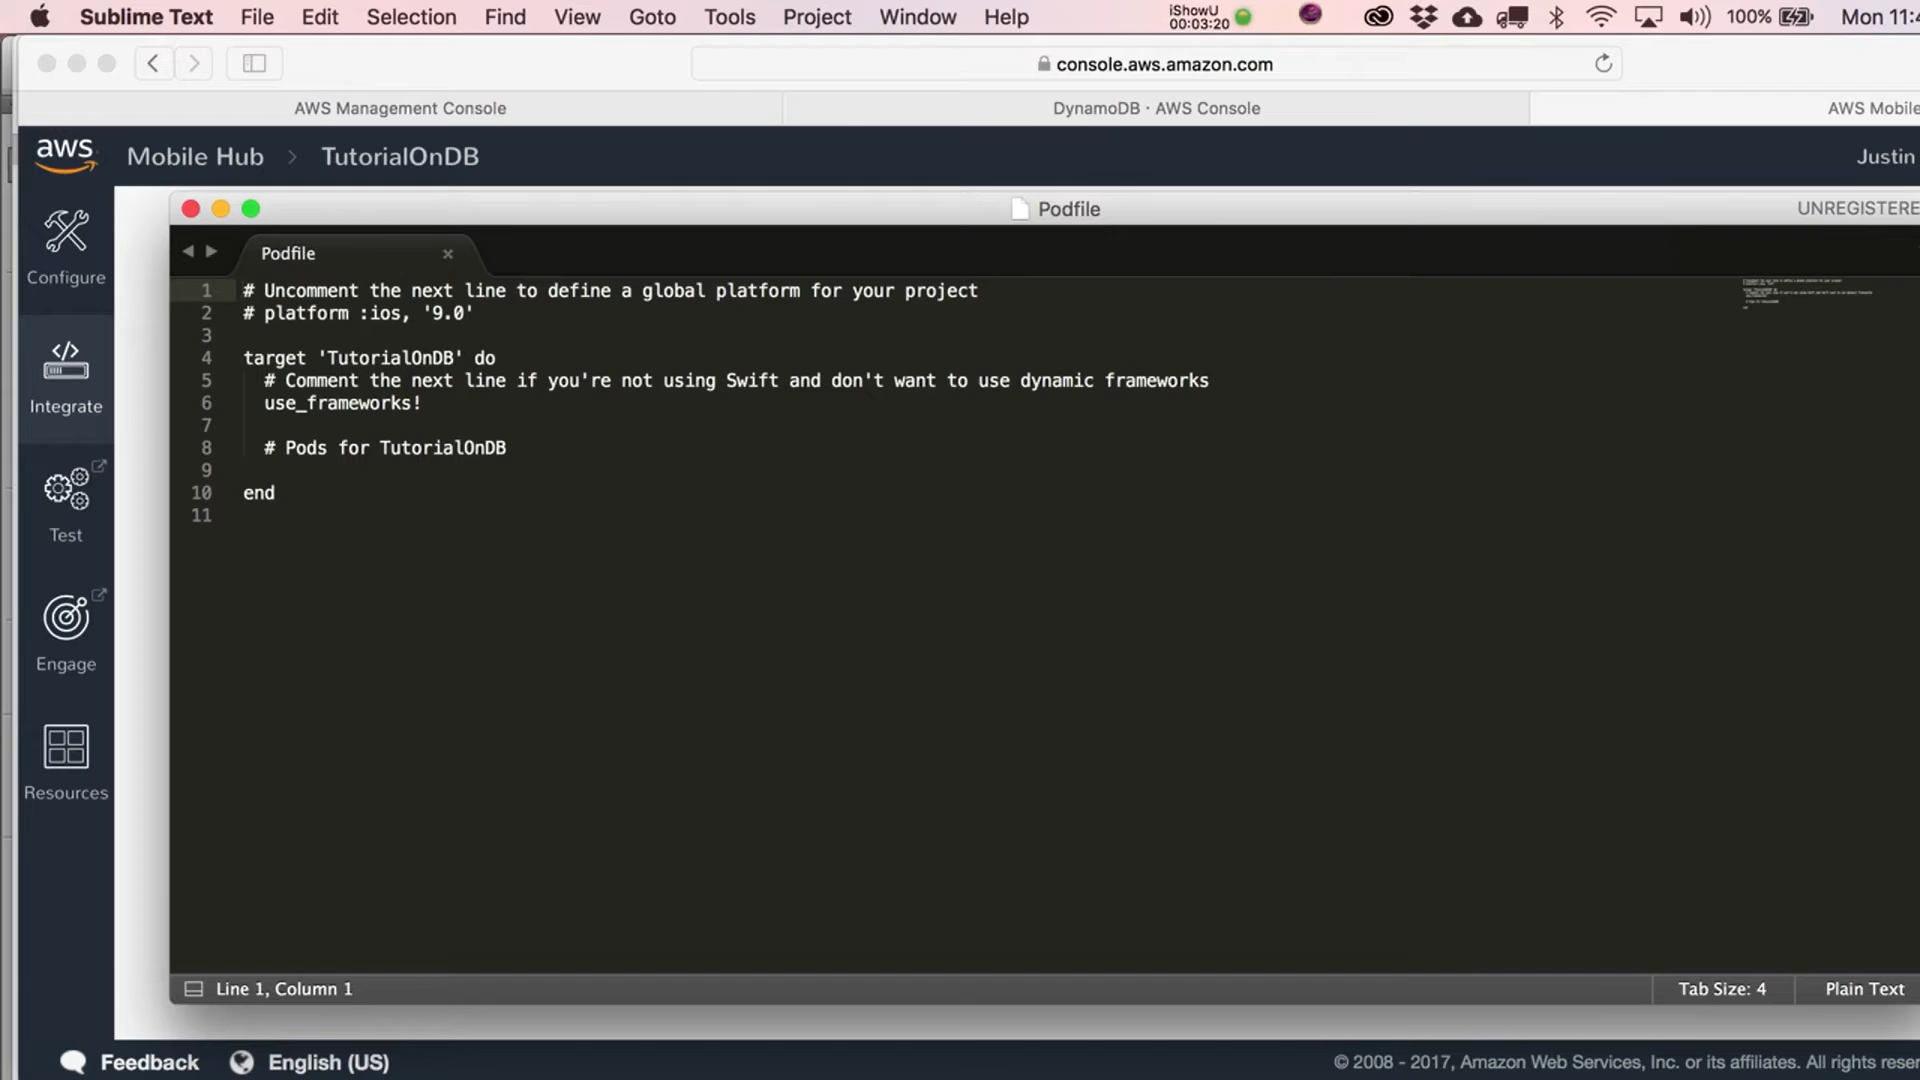 Sublime Text File Edit Selection Find View Goto Tools Project Window Help iShowU 00:03:20 100% Mon 11:4
console.aws.amazon.com
AWS Management Console DynamoDB · AWS Console AWS Mobile
aws Mobile Hub > TutorialOnDB Justin
Podfile UNREGISTERE
Podfile
Configure
Integrate
Test
Engage
Resources
1 # Uncomment the next line to define a global platform for your project
2 # platform :ios, '9.0'
3
4 target 'TutorialOnDB' do
5 # Comment the next line if you're not using Swift and don't want to use dynamic frameworks
6 use_frameworks!
7
8 # Pods for TutorialOnDB
9
10 end
11
Line 1, Column 1 Tab Size: 4 Plain Text
Feedback English (US) © 2008 - 2017, Amazon Web Services, Inc. or its affiliates. All rights reser